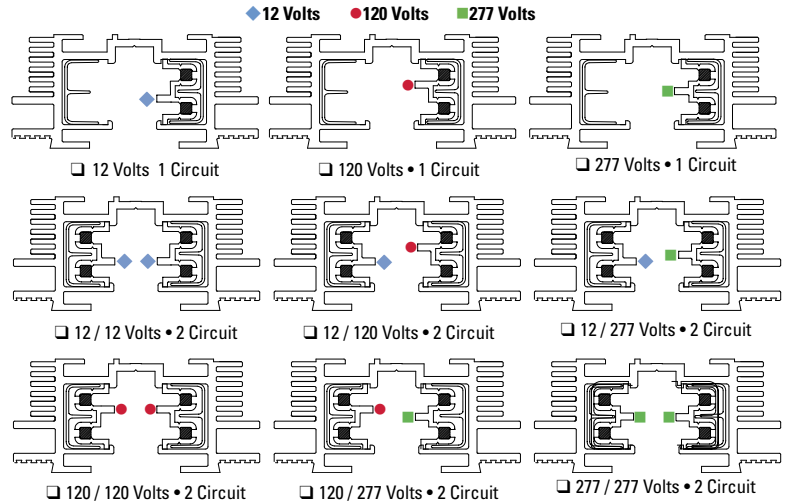 12 Volts 120 Volts 277 Volts
❑ 12 Volts 1 Circuit
❑ 120 Volts • 1 Circuit
❑ 277 Volts • 1 Circuit
❑ 12 / 12 Volts • 2 Circuit
❑ 12 / 120 Volts • 2 Circuit
❑ 12 / 277 Volts • 2 Circuit
❑ 120 / 120 Volts • 2 Circuit
❑ 120 / 277 Volts • 2 Circuit
❑ 277 / 277 Volts • 2 Circuit